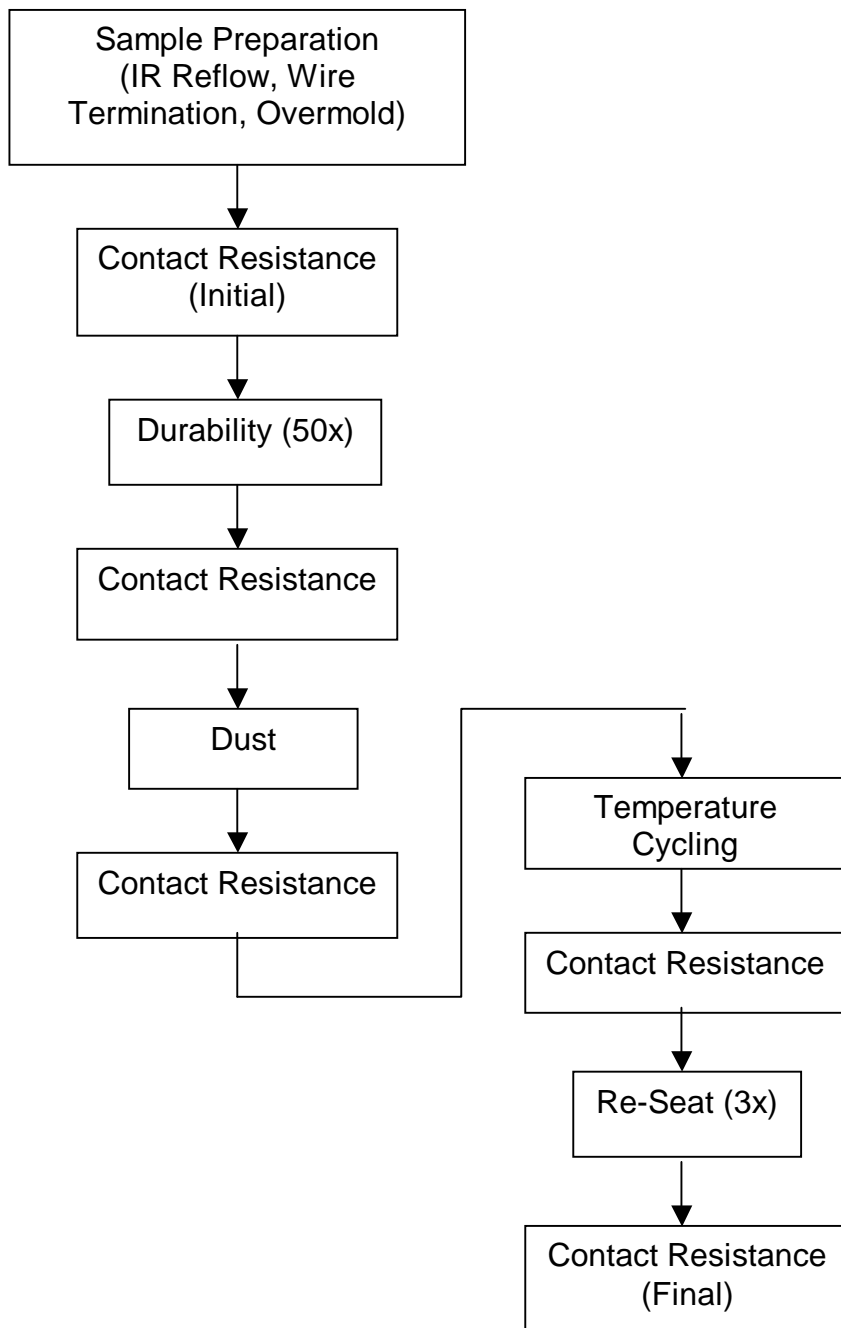 Sample Preparation
(IR Reflow, Wire
Termination, Overmold)
Contact Resistance
(Initial)
Durability (50x)
Contact Resistance
Dust
Contact Resistance
Temperature
Cycling
Contact Resistance
Re-Seat (3x)
Contact Resistance
(Final)